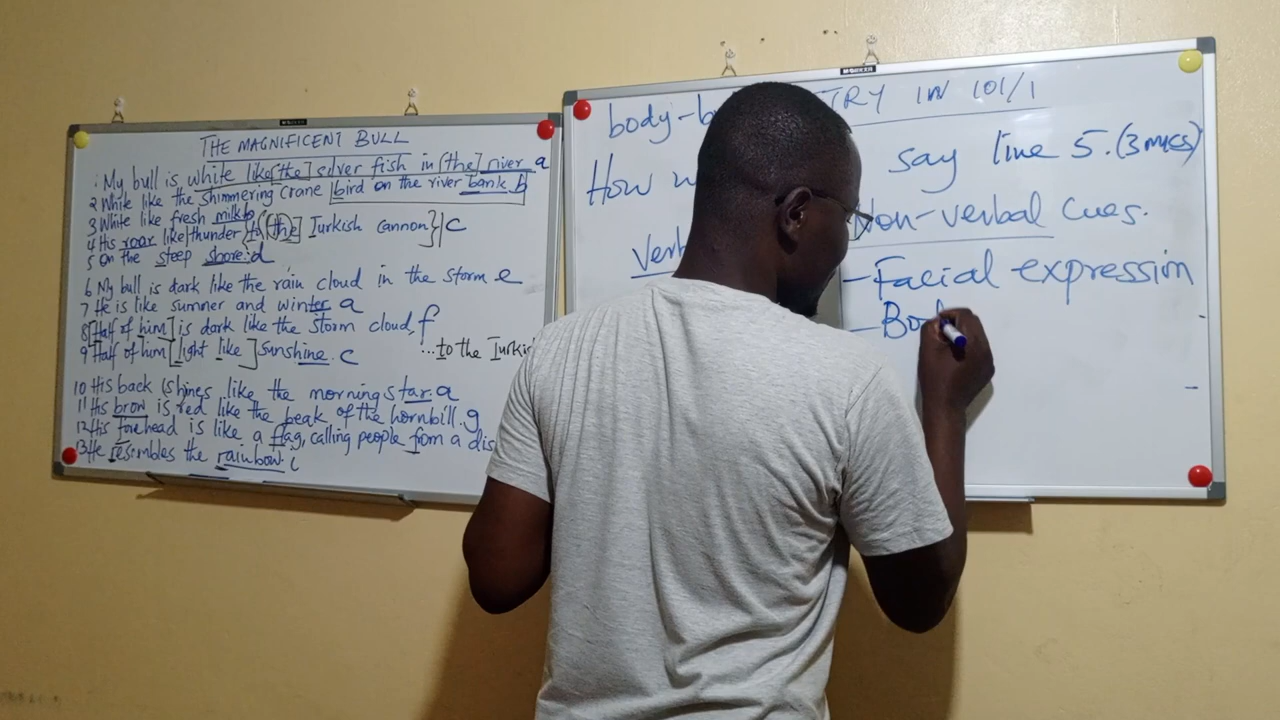 THE MAGNIFICENT BULL
1 My bull is white like [the] silver fish in [the] river a
2 White like the shimmering crane bird on the river bank b
3 White like fresh milk b
4 His roar like thunder to (the) Turkish cannon} c
5 On the steep shore: d
6 My bull is dark like the rain cloud in the storm e
7 He is like summer and winter a
8 [Half of him] is dark like the storm cloud, f
9 Half of him [light like] sunshine. c
...to the Turkis
10 His back shines like the morning star. a
11 His brow is red like the beak of the hornbill. g
12 His forehead is like a flag, calling people from a dis
13 He resembles the rainbow. i
WORKER
body-b TRY IN 101/1
How w say line 5. (3 mks)
Verb Non-verbal Cues.
- Facial expression
- Bo